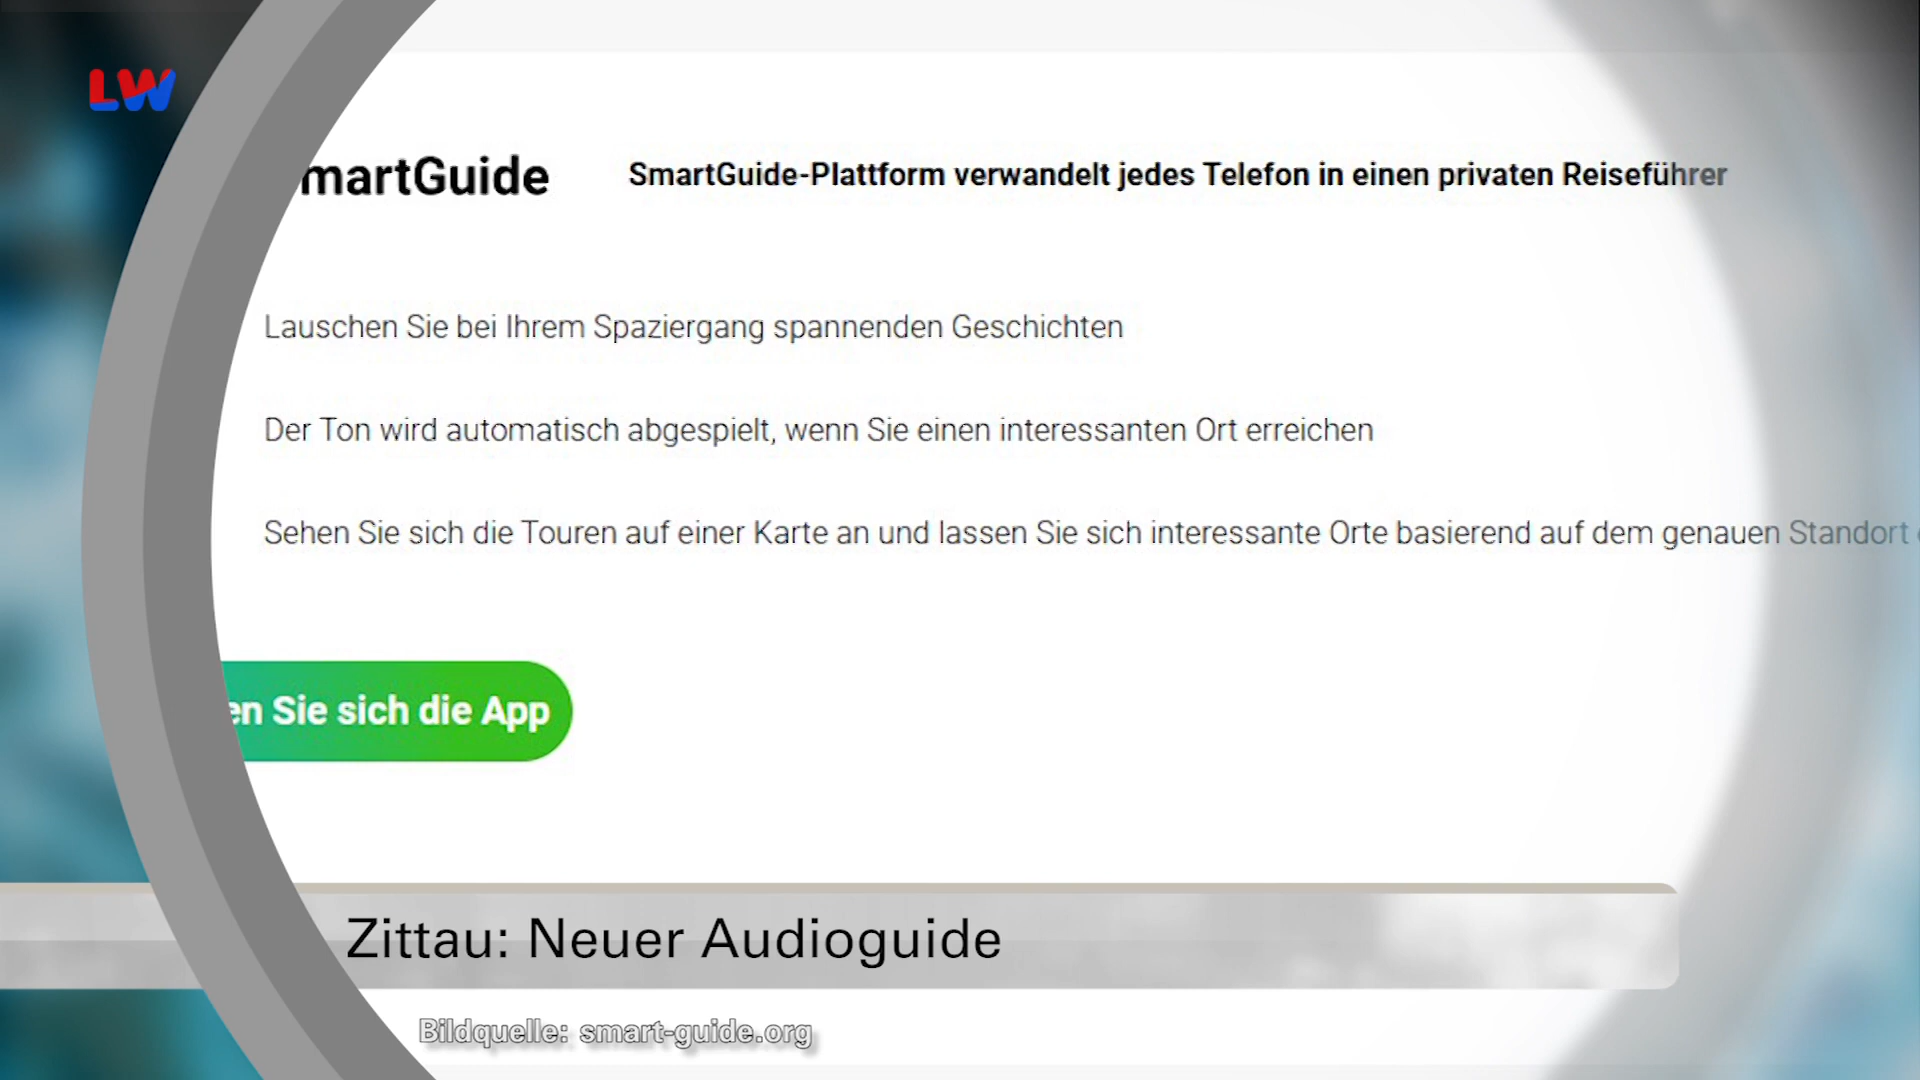 LW
martGuide
SmartGuide-Plattform verwandelt jedes Telefon in einen privaten Reiseführer
Lauschen Sie bei Ihrem Spaziergang spannenden Geschichten
Der Ton wird automatisch abgespielt, wenn Sie einen interessanten Ort erreichen
Sehen Sie sich die Touren auf einer Karte an und lassen Sie sich interessante Orte basierend auf dem genauen Standort
en Sie sich die App
Zittau: Neuer Audioguide
Bildquelle: smart-guide.org